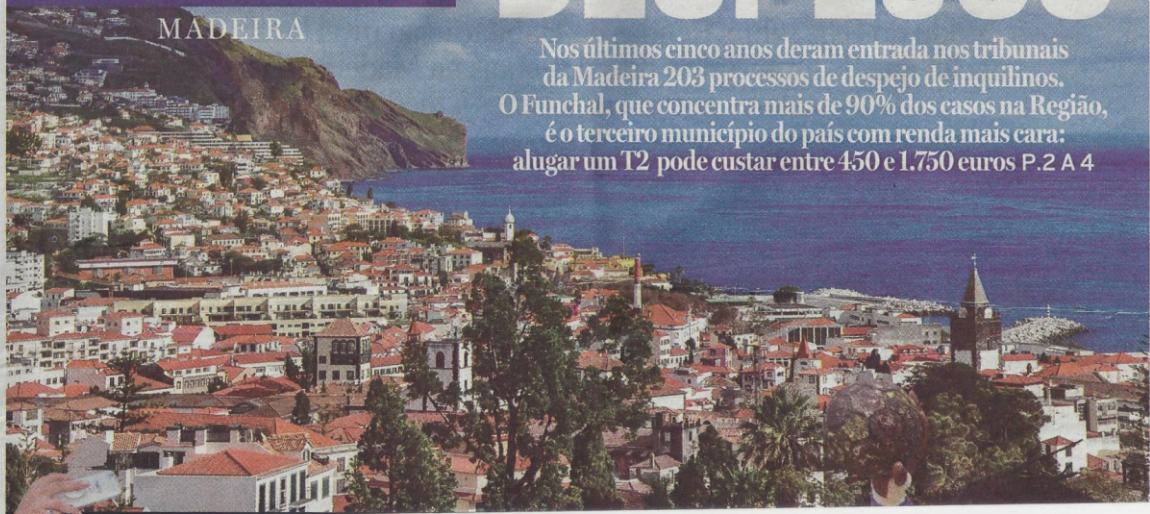 MADEIRA
Nos últimos cinco anos deram entrada nos tribunais
da Madeira 203 processos de despejo de inquilinos.
O Funchal, que concentra mais de 90% dos casos na Região,
é o terceiro município do país com renda mais cara:
alugar um T2 pode custar entre 450 e 1.750 euros P.2 A 4